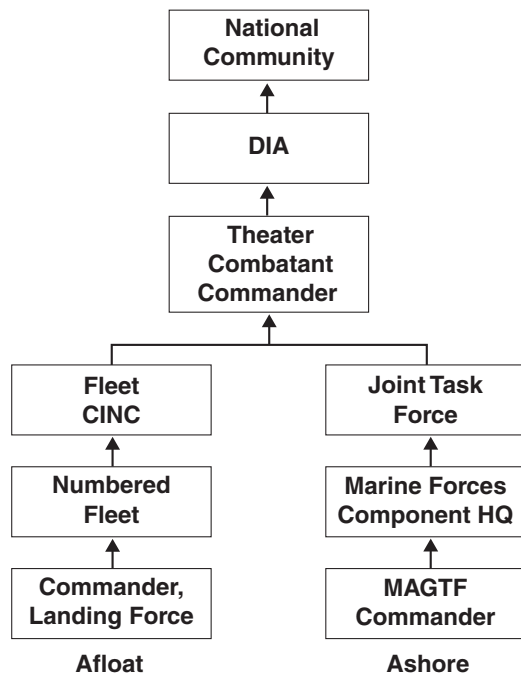 National
Community
DIA
Theater
Combatant
Commander
Fleet
CINC
Joint Task
Force
Numbered
Fleet
Marine Forces
Component HQ
Commander,
Landing Force
MAGTF
Commander
Afloat
Ashore